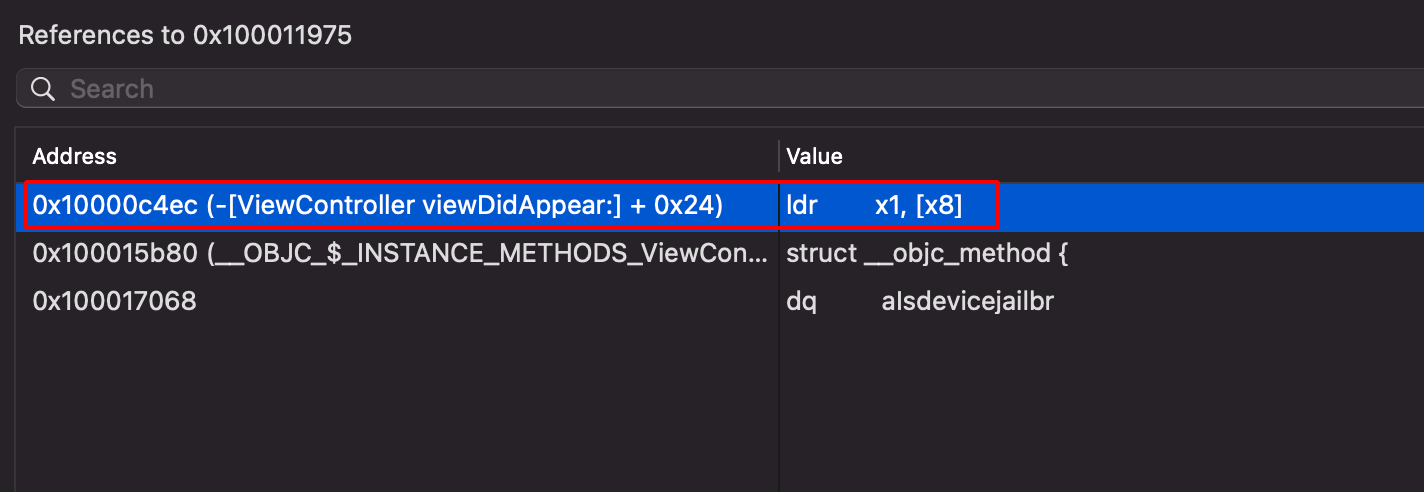 References to 0x100011975
Search
Address Value
0x10000c4ec (-[ViewController viewDidAppear:] + 0x24) ldr x1, [x8]
0x100015b80 (__OBJC_$_INSTANCE_METHODS_ViewCon... struct __objc_method {
0x100017068 dq aIsdevicejailbr